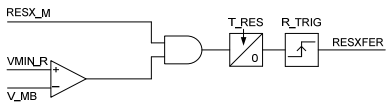 RESX_M
T_RES
R_TRIG
RESXFER
VMIN_R
+
−
V_MB
0